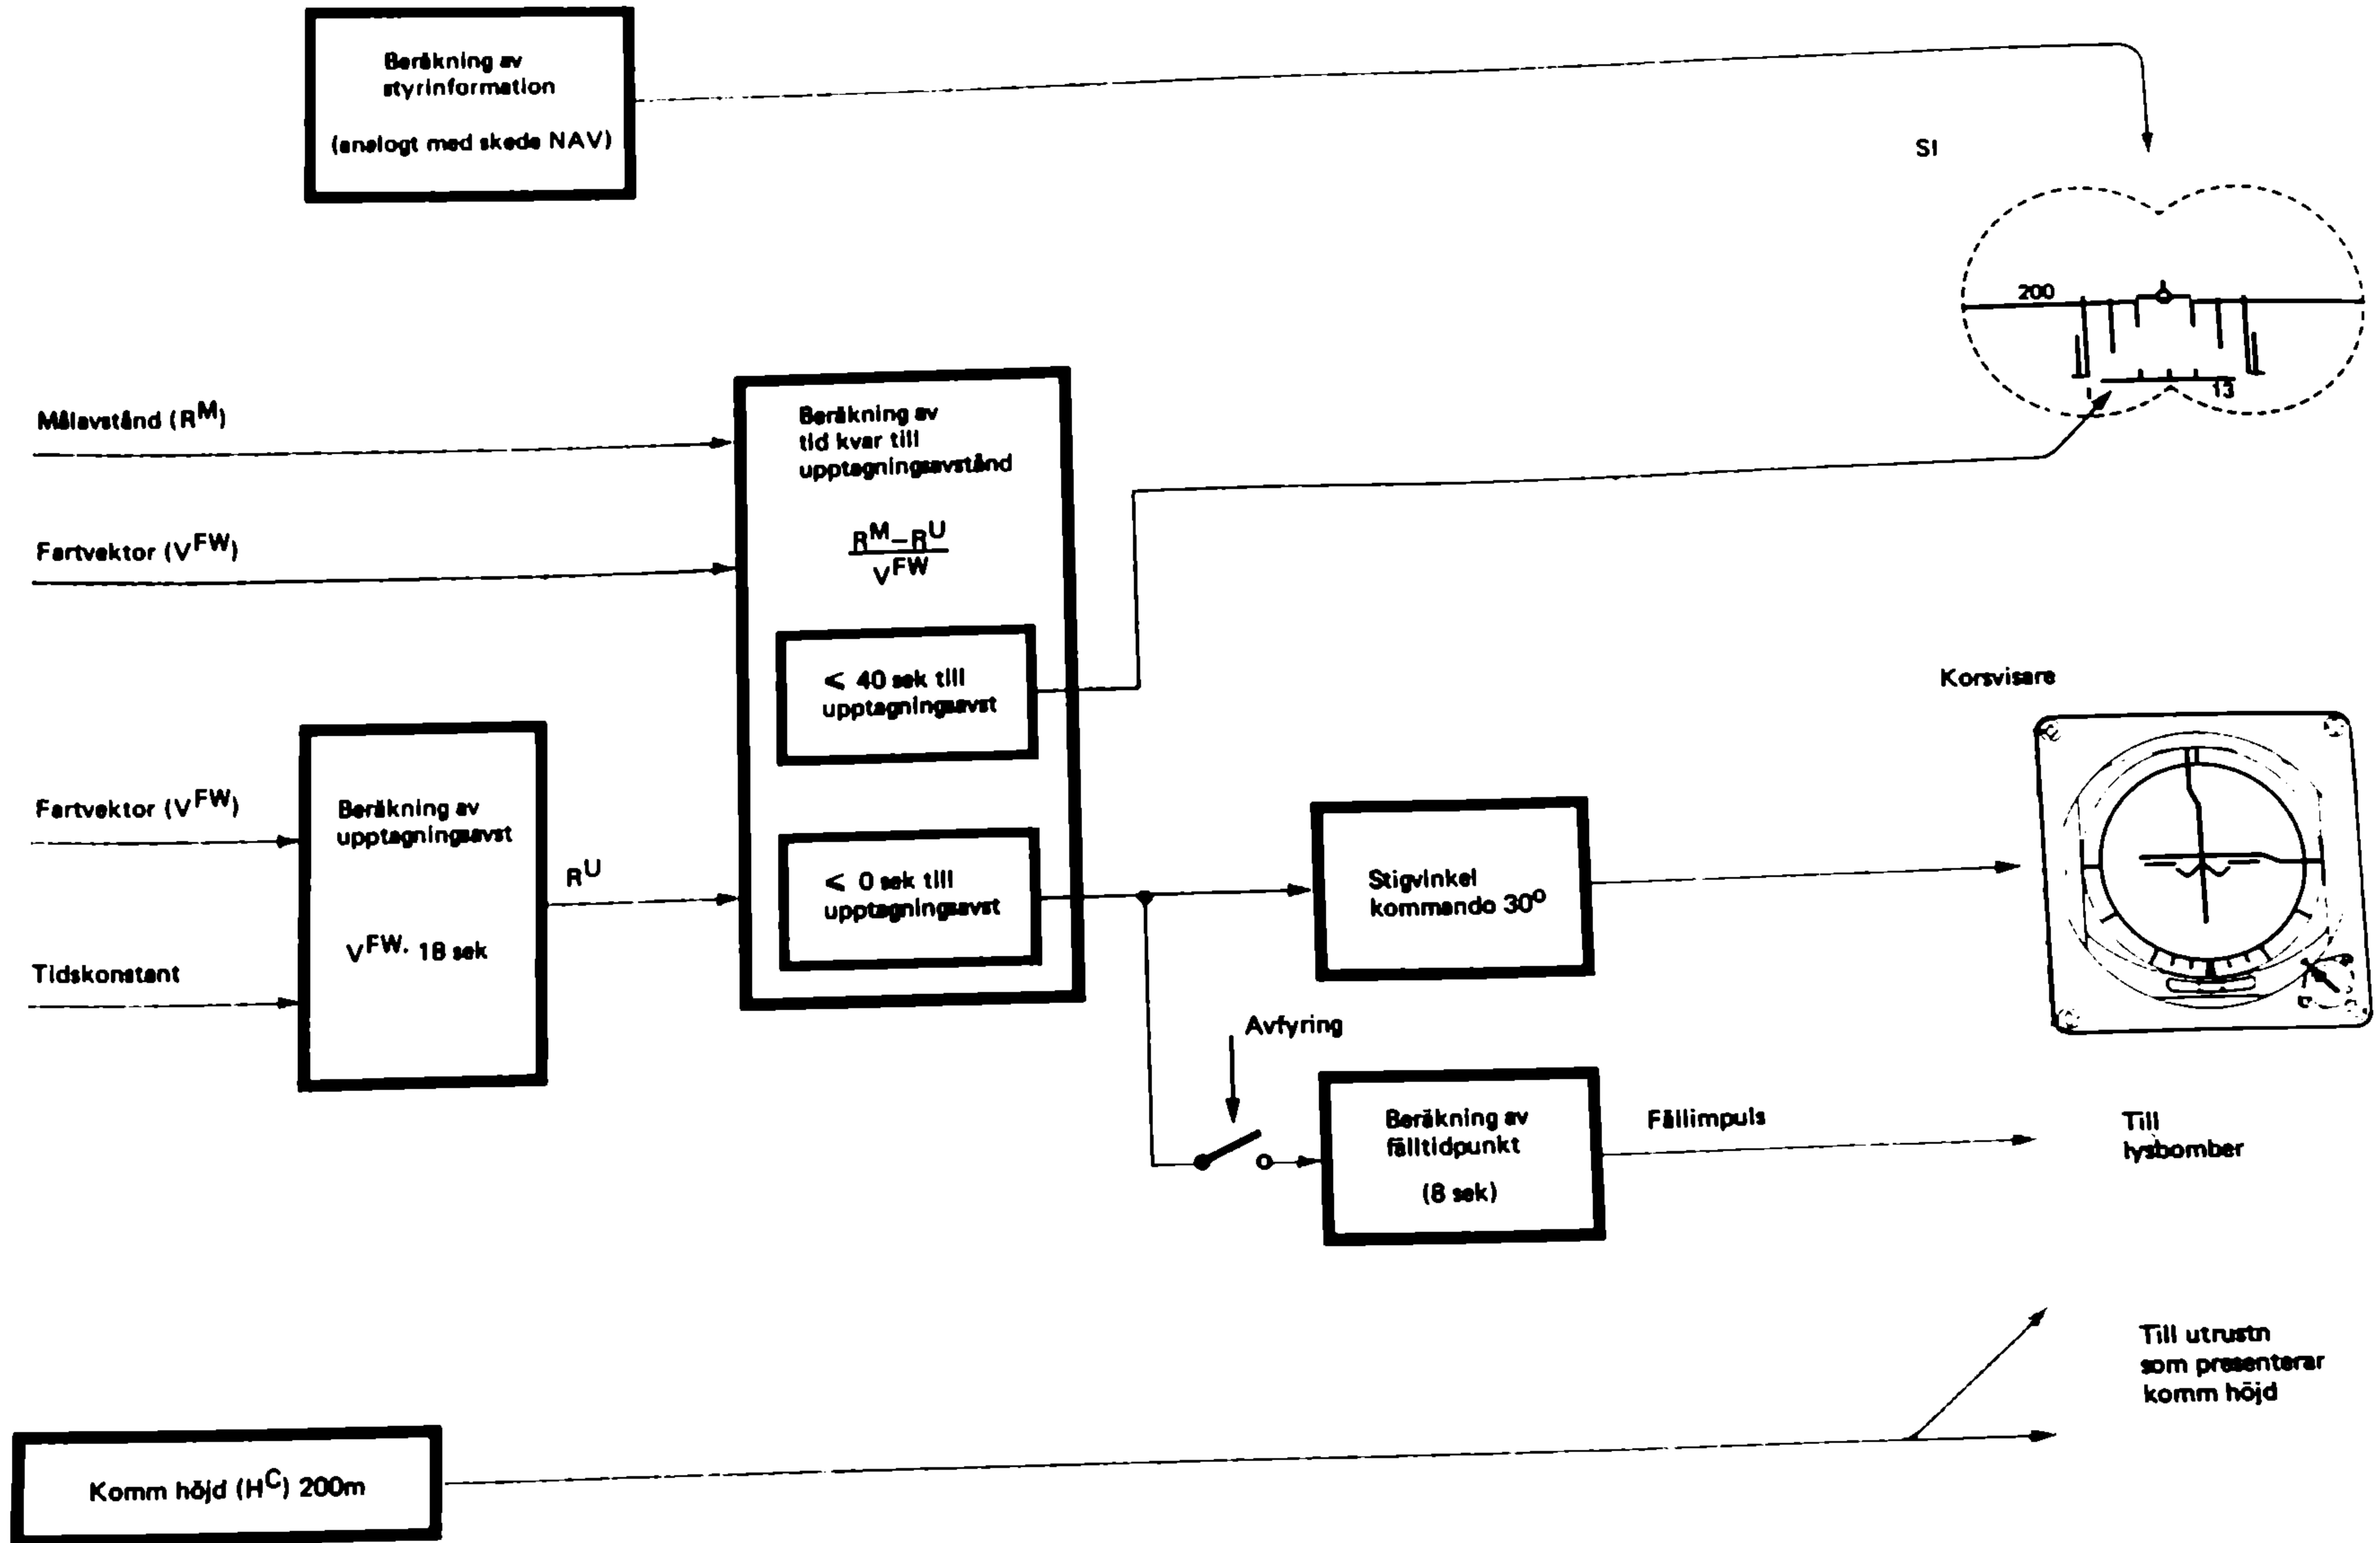 Beräkning av
styrinformation
(analogt med skede NAV)
SI
200
13
Målavstånd (R^M)
Fartvektor (V^FW)
Beräkning av
tid kvar till
upptagningsavstånd
R^M–R^U
V^FW
< 40 sek till
upptagningsavst
< 0 sek till
upptagningsavst
Fartvektor (V^FW)
Tidskonstant
Beräkning av
upptagningsavst
V^FW. 18 sek
R^U
Stigvinkel
kommando 30°
Korsvisare
Avfyring
Beräkning av
fälltidpunkt
(8 sek)
Fällimpuls
Till
lysbomber
Till utrustn
som presenterar
komm höjd
Komm höjd (H^C) 200m